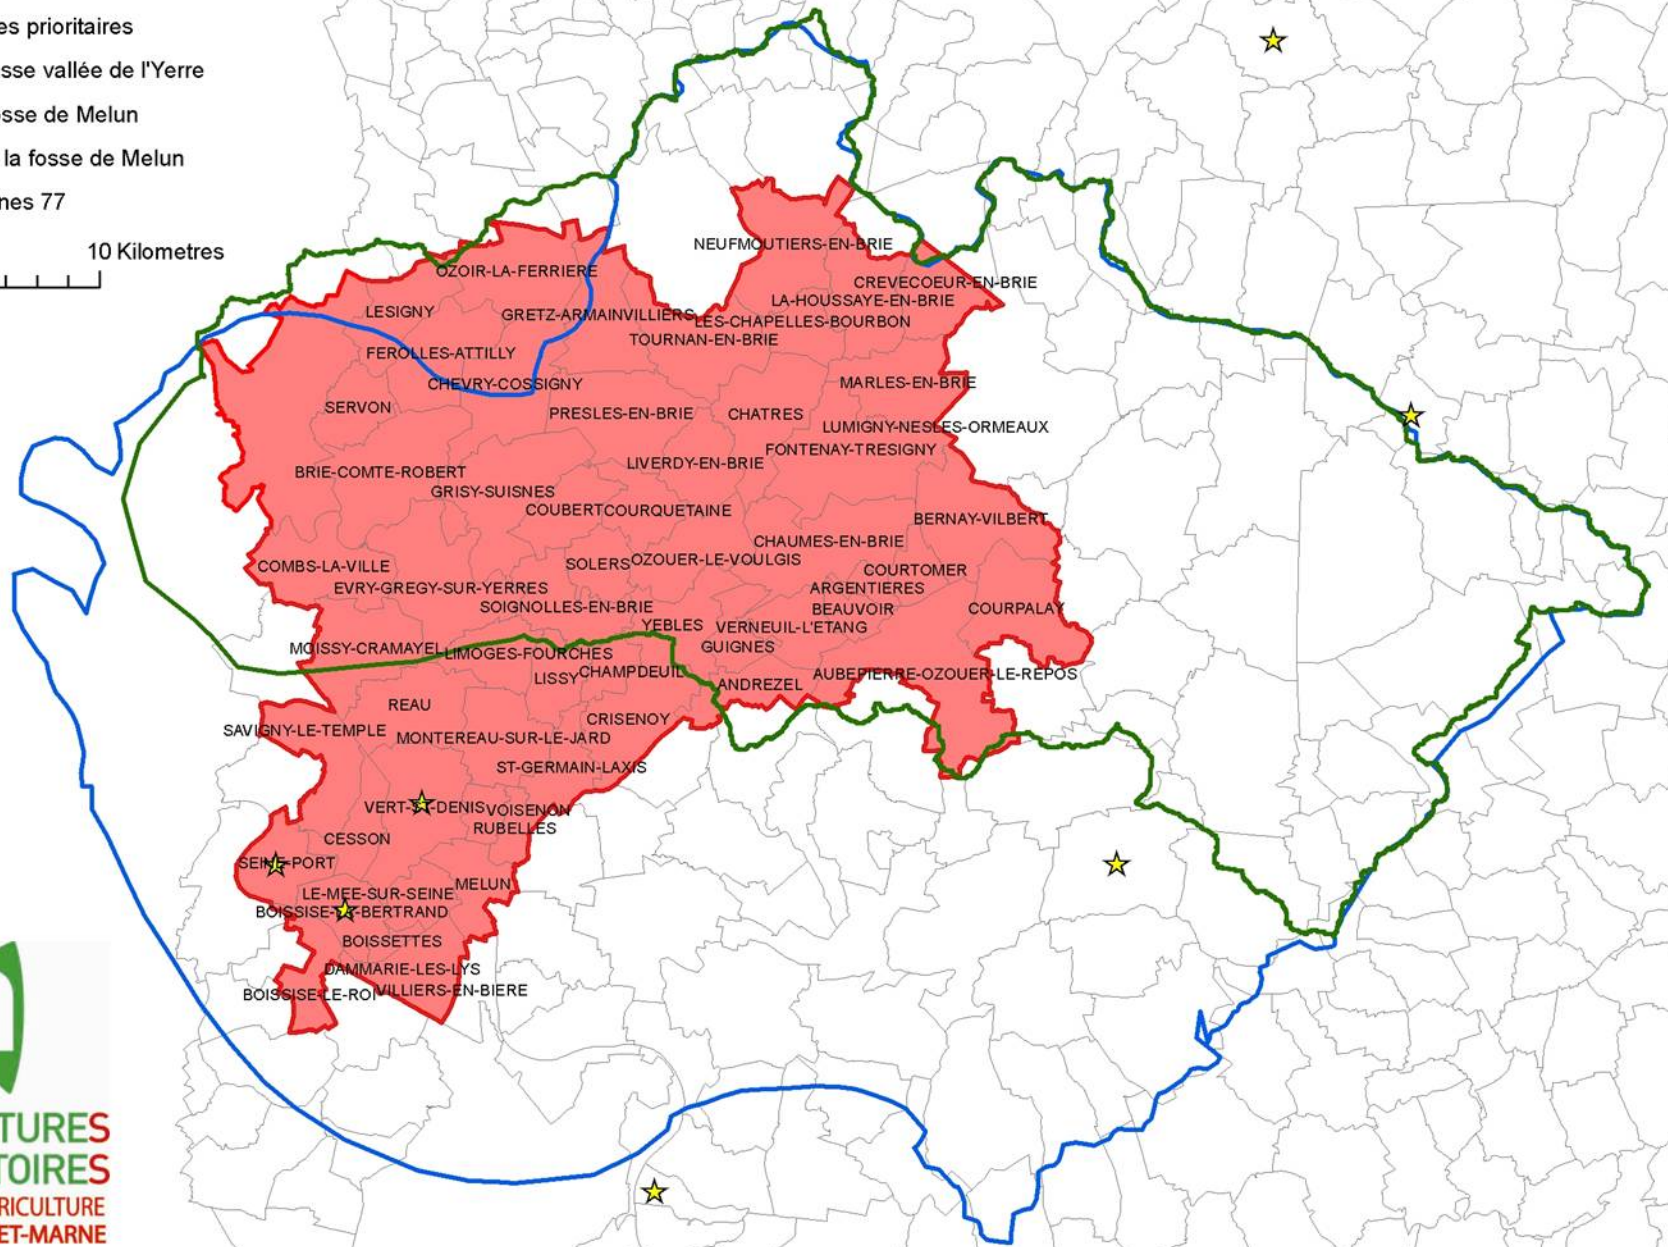 es prioritaires
sse vallée de l'Yerre
osse de Melun
la fosse de Melun
nes 77
10 Kilometres
NEUFMOUTIERS-EN-BRIE
OZOIR-LA-FERRIERE
CREVECOEUR-EN-BRIE
LA-HOUSSAYE-EN-BRIE
LESIGNY
GRETZ-ARMAINVILLIERS
LES-CHAPELLES-BOURBON
TOURNAN-EN-BRIE
FEROLLES-ATTILLY
CHEVRY-COSSIGNY
MARLES-EN-BRIE
SERVON
PRESLES-EN-BRIE
CHATRES
LUMIGNY-NESLES-ORMEAUX
FONTENAY-TRESIGNY
LIVERDY-EN-BRIE
BRIE-COMTE-ROBERT
GRISY-SUISNES
COUBERT
COURQUETAINE
BERNAY-VILBERT
CHAUMES-EN-BRIE
COMBS-LA-VILLE
SOLERS
OZOUER-LE-VOULGIS
COURTOMER
EVRY-GREGY-SUR-YERRES
ARGENTIERES
SOIGNOLLES-EN-BRIE
BEAUVOIR
COURPALAY
YEBLES
VERNEUIL-L'ETANG
MOISSY-CRAMAYEL
LIMOGES-FOURCHES
GUIGNES
LISSY
CHAMPDEUIL
ANDREZEL
AUBEPIERRE-OZOUER-LE-REPOS
REAU
CRISENOY
SAVIGNY-LE-TEMPLE
MONTEREAU-SUR-LE-JARD
ST-GERMAIN-LAXIS
VERT-ST-DENIS
VOISENON
RUBELLES
CESSON
SEINE-PORT
MELUN
LE-MEE-SUR-SEINE
BOISSISE-LA-BERTRAND
BOISSETTES
DAMMARIE-LES-LYS
BOISSISE-LE-ROI
VILLIERS-EN-BIERE
TURES
TOIRES
RICULTURE
ET-MARNE